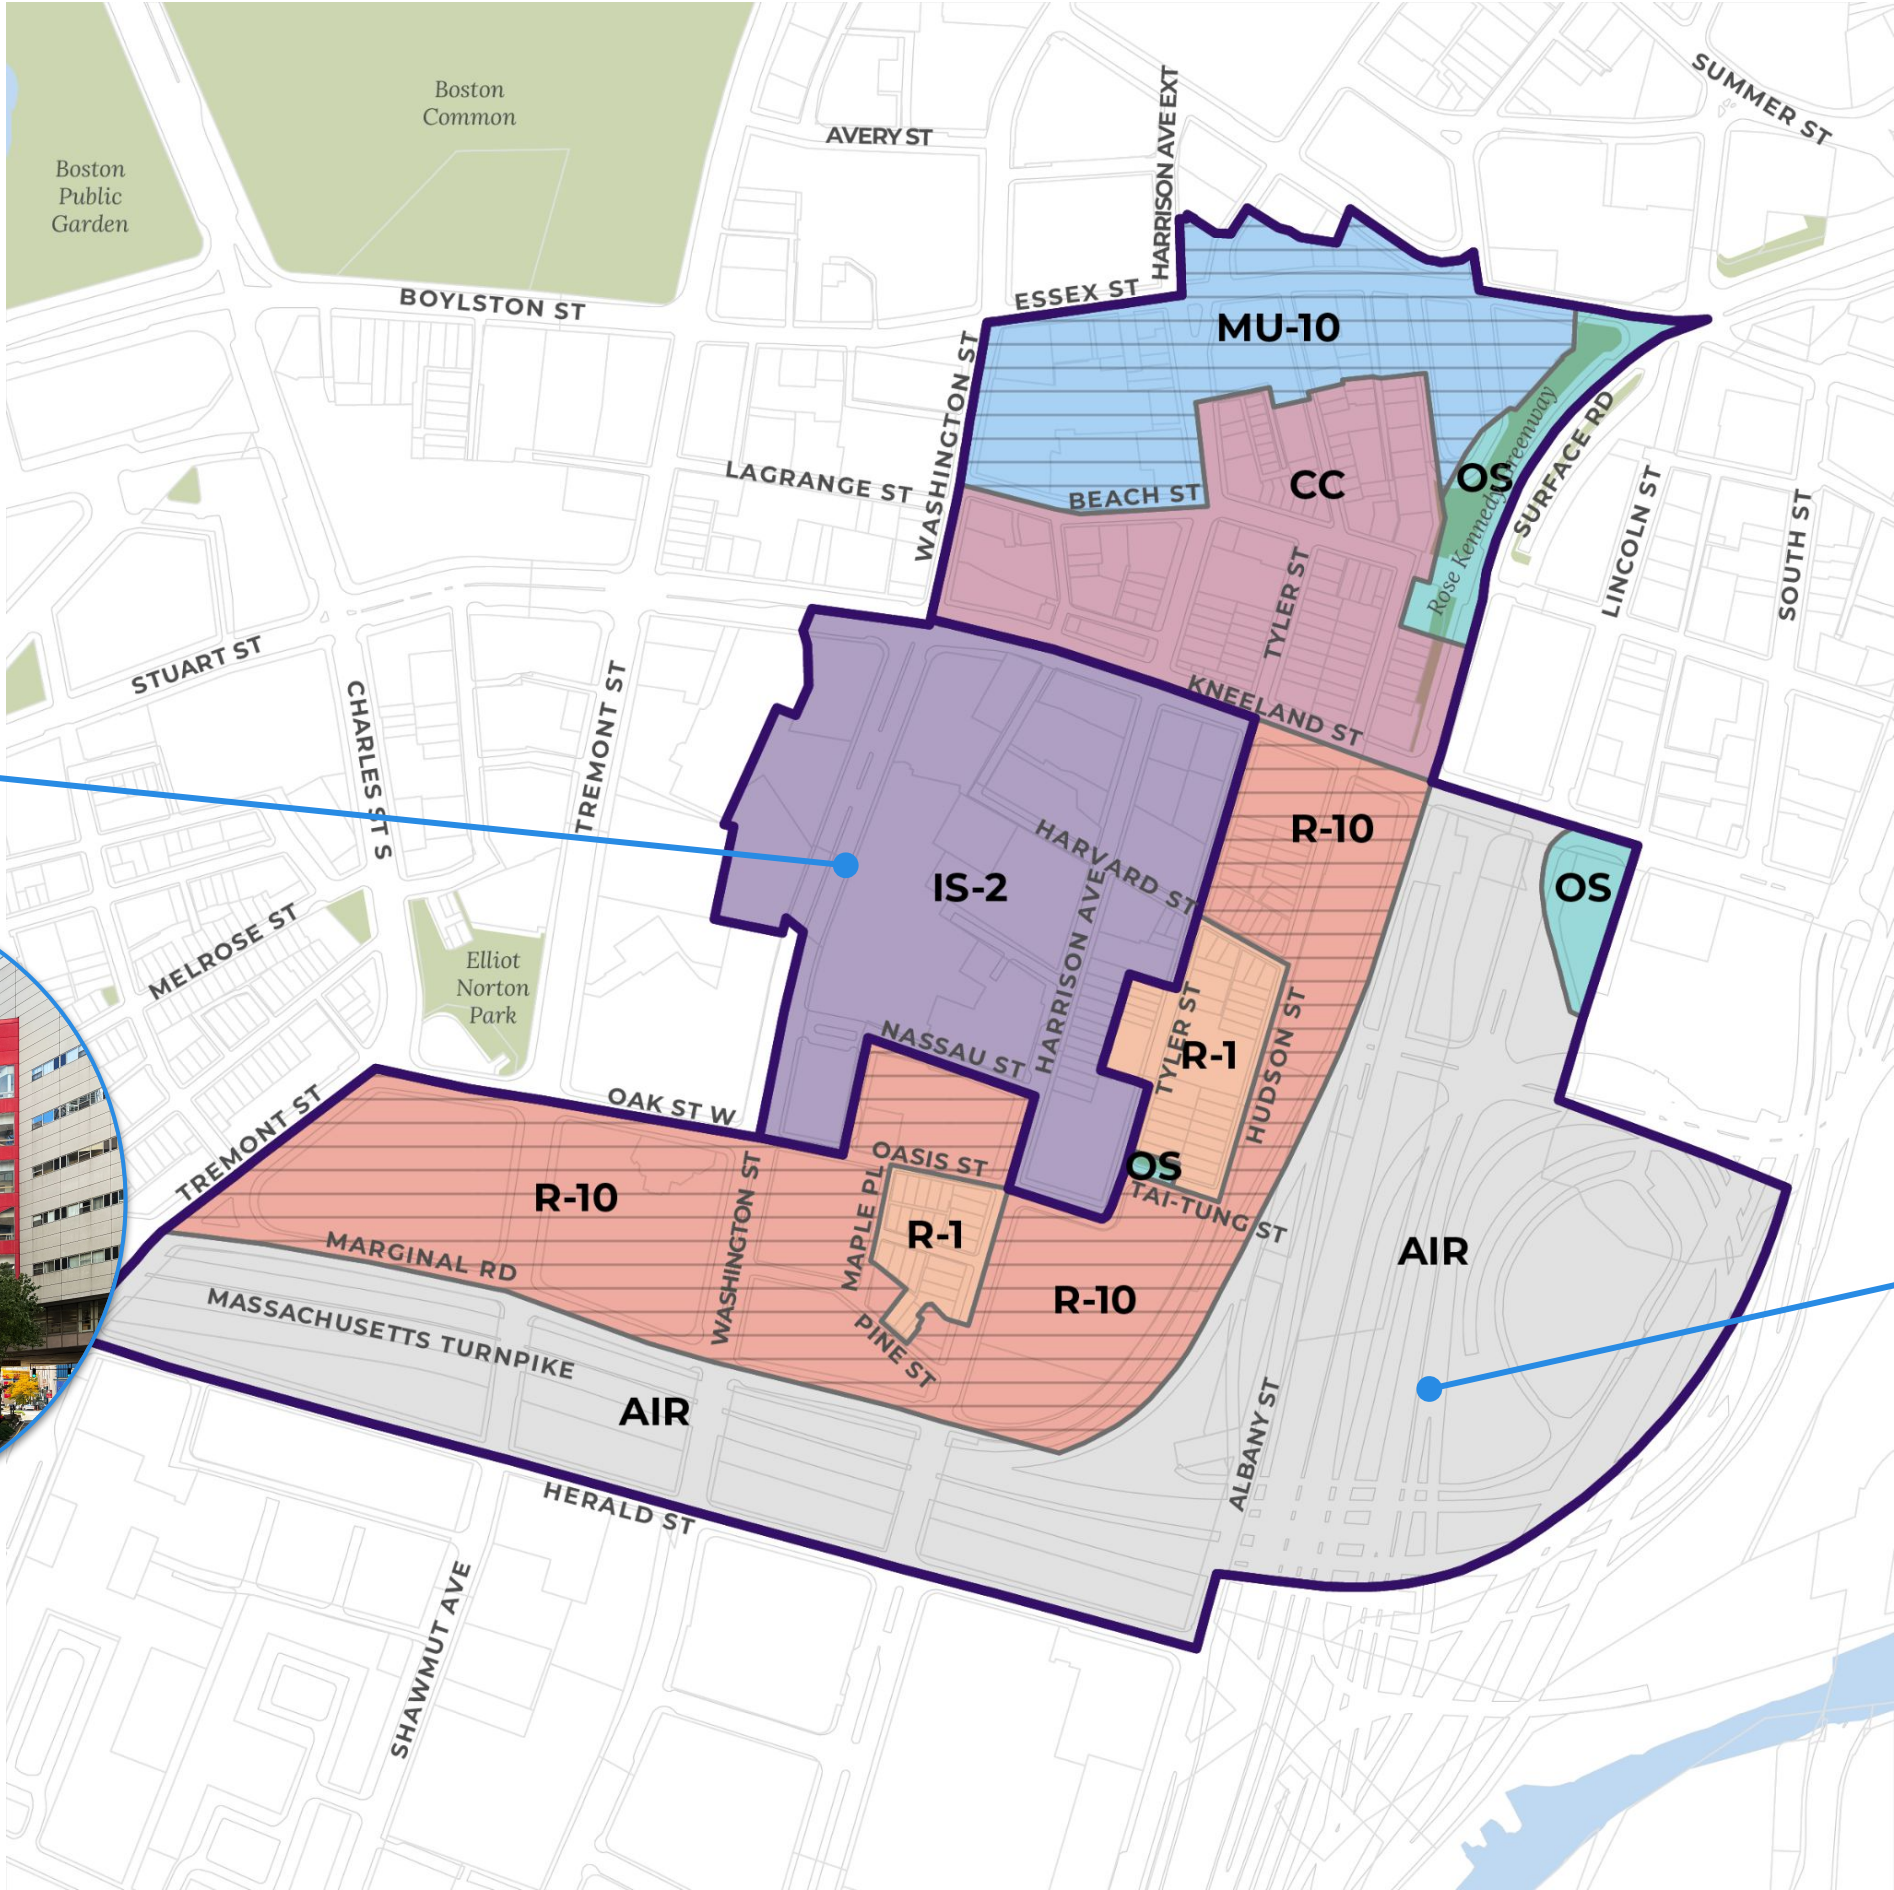 SUMMER ST
Boston
Common
AVERY ST
HARRISON AVE EXT
Boston
Public
Garden
BOYLSTON ST
ESSEX ST
MU-10
WASHINGTON ST
LAGRANGE ST
BEACH ST
CC
OS
Rose Kennedy Greenway
SURFACE RD
LINCOLN ST
SOUTH ST
TYLER ST
STUART ST
CHARLES ST S
TREMONT ST
KNEELAND ST
R-10
HARVARD ST
IS-2
OS
HARRISON AVE
MELROSE ST
Elliot
Norton
Park
NASSAU ST
TYLER ST
R-1
HUDSON ST
OAK ST W
TREMONT ST
OASIS ST
OS
TAI-TUNG ST
R-10
WASHINGTON ST
MAPLE PL
R-1
MARGINAL RD
AIR
R-10
MASSACHUSETTS TURNPIKE
PINE ST
AIR
ALBANY ST
HERALD ST
SHAWMUT AVE